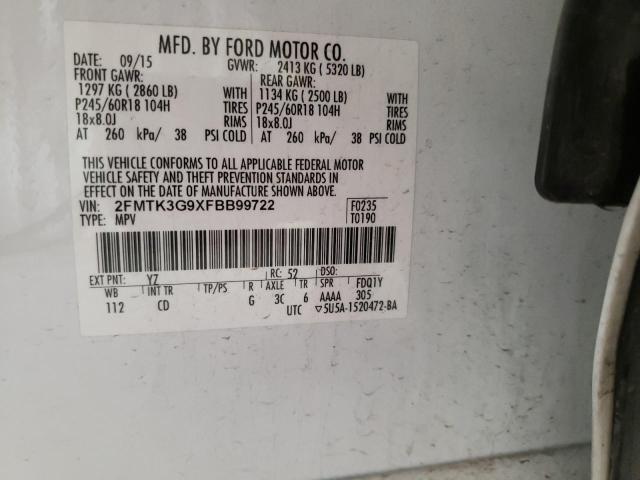 MFD. BY FORD MOTOR CO.
DATE: 09/15 GVWR: 2413 KG ( 5320 LB)
FRONT GAWR: REAR GAWR:
1297 KG ( 2860 LB) WITH 1134 KG ( 2500 LB) WITH
P245/60R18 104H TIRES P245/60R18 104H TIRES
18x8.0J RIMS 18x8.0J RIMS
AT 260 kPa/ 38 PSI COLD AT 260 kPa/ 38 PSI COLD
THIS VEHICLE CONFORMS TO ALL APPLICABLE FEDERAL MOTOR
VEHICLE SAFETY AND THEFT PREVENTION STANDARDS IN
EFFECT ON THE DATE OF MANUFACTURE SHOWN ABOVE.
VIN: 2FMTK3G9XFBB99722 F0235
TYPE: MPV T0190
EXT PNT: YZ RC: 52 DSO:
WB INT TR TP/PS R AXLE TR SPR FDQ1Y
112 CD G 3C 6 AAAA 305
UTC ▽5U5A-1520472-BA